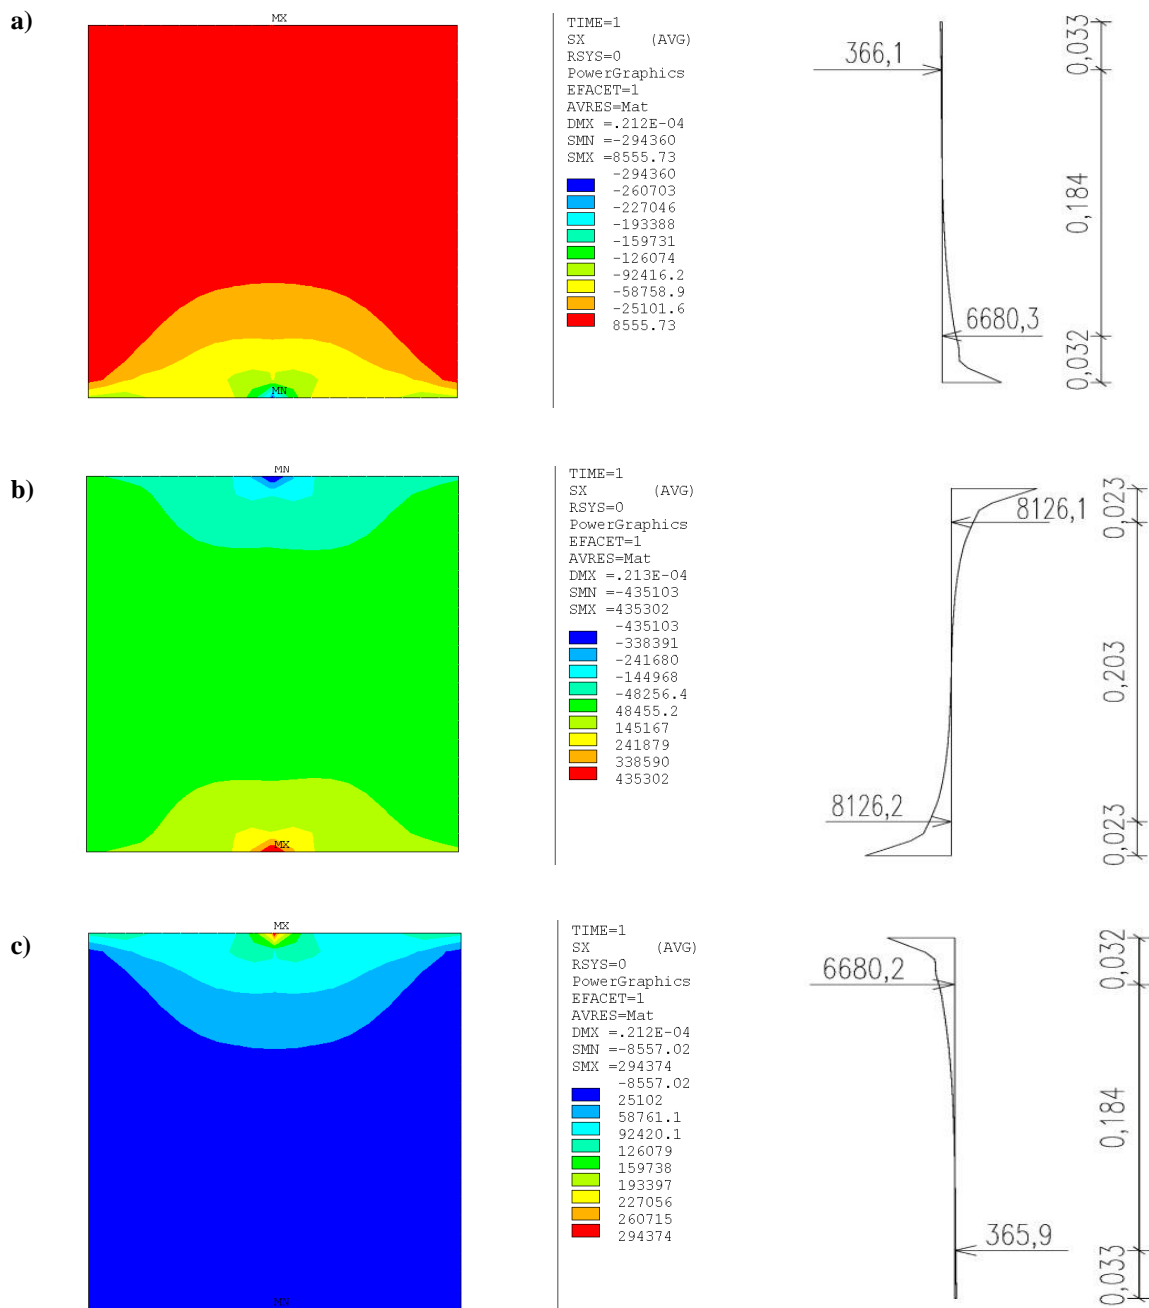 a)
MX
MN
TIME=1
SX (AVG)
RSYS=0
PowerGraphics
EFACET=1
AVRES=Mat
DMX =.212E-04
SMN =-294360
SMX =8555.73
-294360
-260703
-227046
-193388
-159731
-126074
-92416.2
-58758.9
-25101.6
8555.73
366,1
6680,3
0,033
0,184
0,032
b)
MN
MX
TIME=1
SX (AVG)
RSYS=0
PowerGraphics
EFACET=1
AVRES=Mat
DMX =.213E-04
SMN =-435103
SMX =435302
-435103
-338391
-241680
-144968
-48256.4
48455.2
145167
241879
338590
435302
8126,1
8126,2
0,023
0,203
0,023
c)
MX
MN
TIME=1
SX (AVG)
RSYS=0
PowerGraphics
EFACET=1
AVRES=Mat
DMX =.212E-04
SMN =-8557.02
SMX =294374
-8557.02
25102
58761.1
92420.1
126079
159738
193397
227056
260715
294374
6680,2
365,9
0,032
0,184
0,033